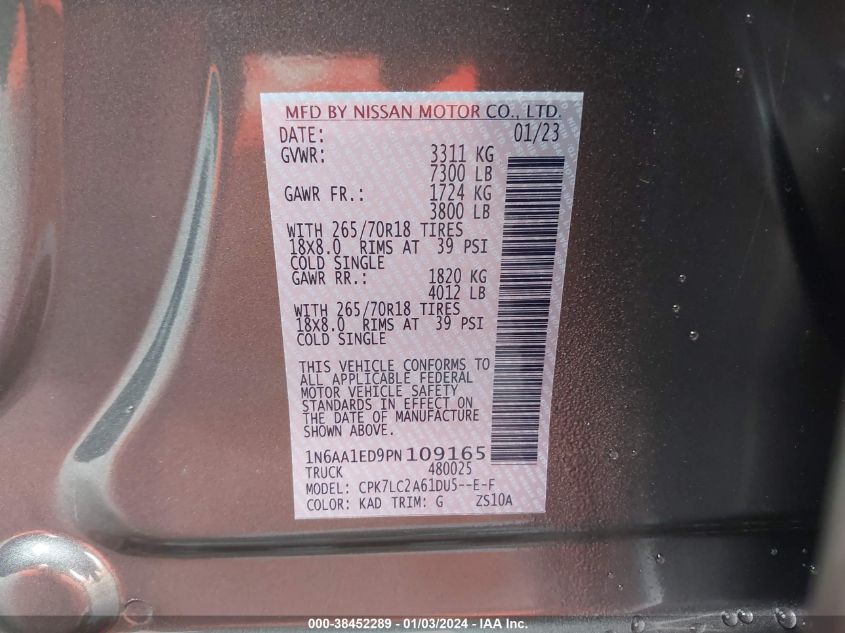 MFD BY NISSAN MOTOR CO., LTD.
DATE: 01/23
GVWR: 3311 KG
7300 LB
GAWR FR.: 1724 KG
3800 LB
WITH 265/70R18 TIRES
18X8.0 RIMS AT 39 PSI
COLD SINGLE
GAWR RR.: 1820 KG
4012 LB
WITH 265/70R18 TIRES
18X8.0 RIMS AT 39 PSI
COLD SINGLE
THIS VEHICLE CONFORMS TO
ALL APPLICABLE FEDERAL
MOTOR VEHICLE SAFETY
STANDARDS IN EFFECT ON
THE DATE OF MANUFACTURE
SHOWN ABOVE.
1N6AA1ED9PN109165
TRUCK 480025
MODEL: CPK7LC2A61DU5--E-F
COLOR: KAD TRIM: G ZS10A
000-38452289 - 01/03/2024 - IAA Inc.